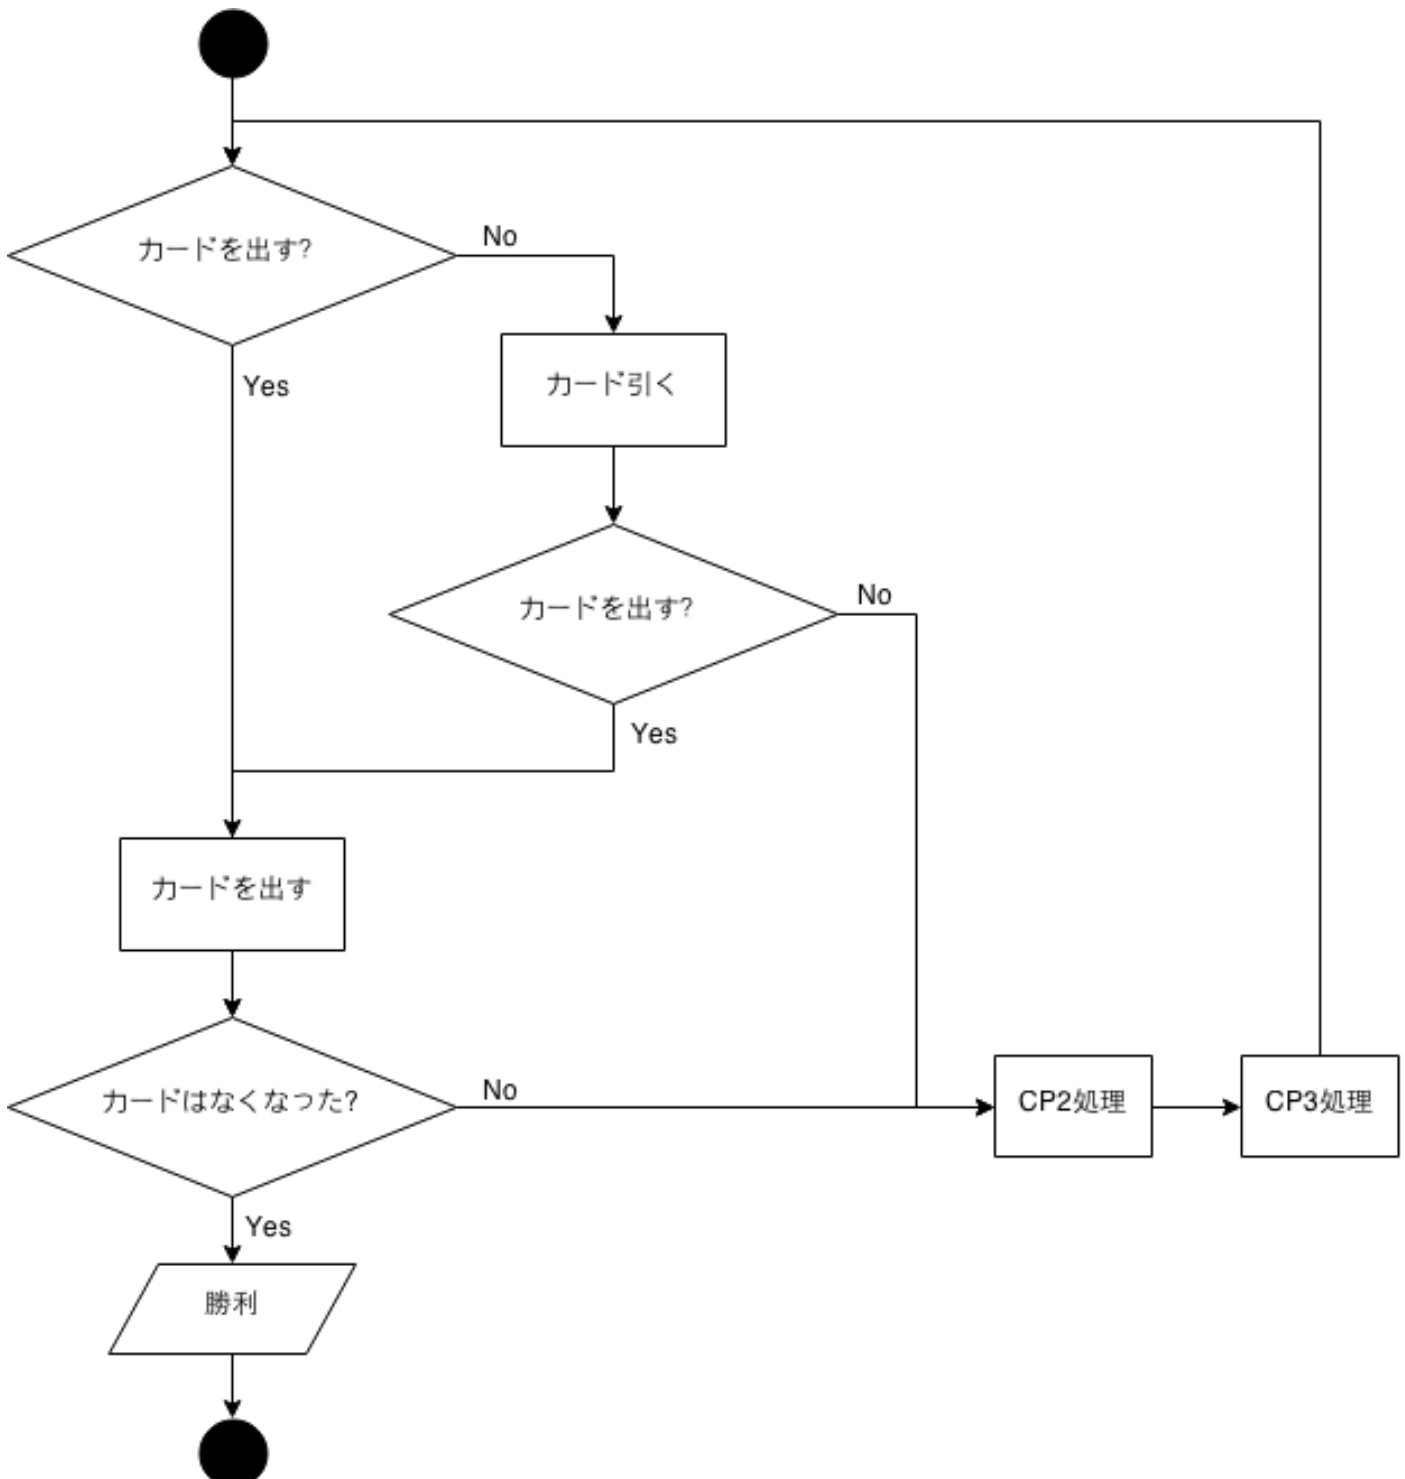 カードを出す?
No
Yes
カード引く
カードを出す?
No
Yes
カードを出す
カードはなくなった?
No
CP2処理
CP3処理
Yes
勝利